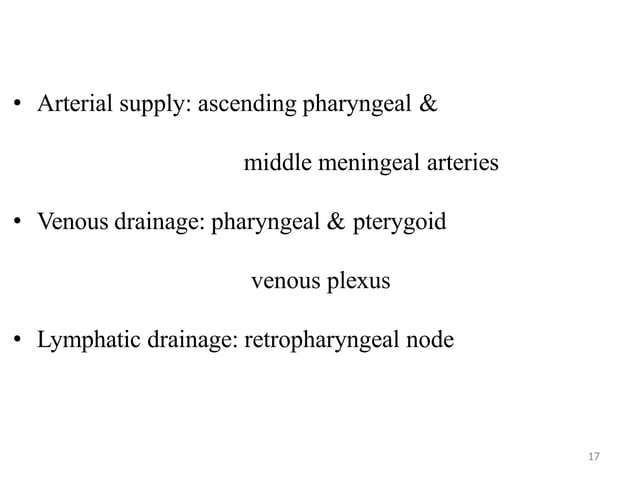 • Arterial supply: ascending pharyngeal &
middle meningeal arteries
• Venous drainage: pharyngeal & pterygoid
venous plexus
• Lymphatic drainage: retropharyngeal node
17